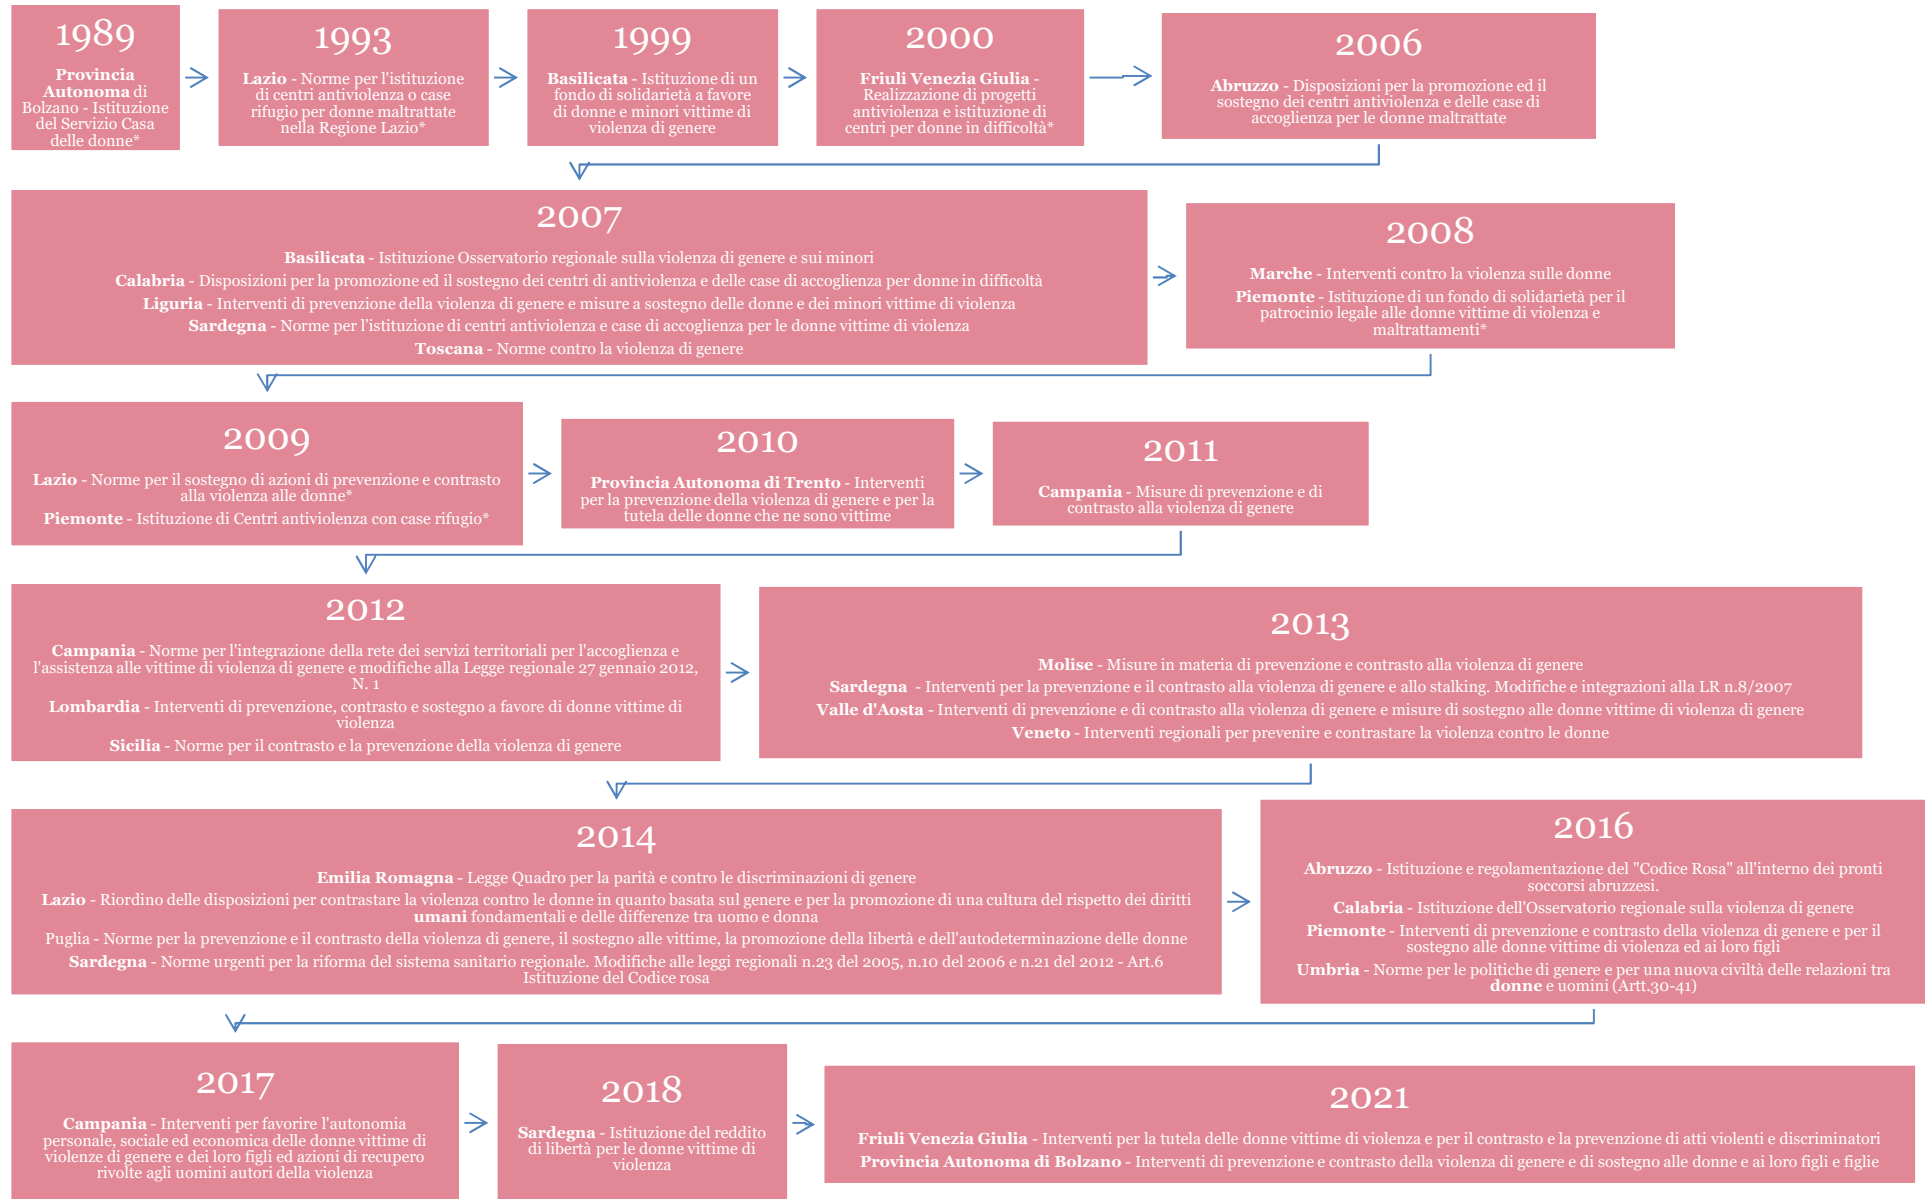 1989
Provincia
Autonoma di
Bolzano - Istituzione
del Servizio Casa
delle donne*
1993
Lazio - Norme per l'istituzione
di centri antiviolenza o case
rifugio per donne maltrattate
nella Regione Lazio*
1999
Basilicata - Istituzione di un
fondo di solidarietà a favore
di donne e minori vittime di
violenza di genere
2000
Friuli Venezia Giulia -
Realizzazione di progetti
antiviolenza e istituzione di
centri per donne in difficoltà*
2006
Abruzzo - Disposizioni per la promozione ed il
sostegno dei centri antiviolenza e delle case di
accoglienza per le donne maltrattate
2007
Basilicata - Istituzione Osservatorio regionale sulla violenza di genere e sui minori
Calabria - Disposizioni per la promozione ed il sostegno dei centri di antiviolenza e delle case di accoglienza per donne in difficoltà
Liguria - Interventi di prevenzione della violenza di genere e misure a sostegno delle donne e dei minori vittime di violenza
Sardegna - Norme per l'istituzione di centri antiviolenza e case di accoglienza per le donne vittime di violenza
Toscana - Norme contro la violenza di genere
2008
Marche - Interventi contro la violenza sulle donne
Piemonte - Istituzione di un fondo di solidarietà per il
patrocinio legale alle donne vittime di violenza e
maltrattamenti*
2009
Lazio - Norme per il sostegno di azioni di prevenzione e contrasto
alla violenza alle donne*
Piemonte - Istituzione di Centri antiviolenza con case rifugio*
2010
Provincia Autonoma di Trento - Interventi
per la prevenzione della violenza di genere e per la
tutela delle donne che ne sono vittime
2011
Campania - Misure di prevenzione e di
contrasto alla violenza di genere
2012
Campania - Norme per l'integrazione della rete dei servizi territoriali per l'accoglienza e
l'assistenza alle vittime di violenza di genere e modifiche alla Legge regionale 27 gennaio 2012,
N. 1
Lombardia - Interventi di prevenzione, contrasto e sostegno a favore di donne vittime di
violenza
Sicilia - Norme per il contrasto e la prevenzione della violenza di genere
2013
Molise - Misure in materia di prevenzione e contrasto alla violenza di genere
Sardegna - Interventi per la prevenzione e il contrasto alla violenza di genere e allo stalking. Modifiche e integrazioni alla LR n.8/2007
Valle d'Aosta - Interventi di prevenzione e di contrasto alla violenza di genere e misure di sostegno alle donne vittime di violenza di genere
Veneto - Interventi regionali per prevenire e contrastare la violenza contro le donne
2014
Emilia Romagna - Legge Quadro per la parità e contro le discriminazioni di genere
Lazio - Riordino delle disposizioni per contrastare la violenza contro le donne in quanto basata sul genere e per la promozione di una cultura del rispetto dei diritti
umani fondamentali e delle differenze tra uomo e donna
Puglia - Norme per la prevenzione e il contrasto della violenza di genere, il sostegno alle vittime, la promozione della libertà e dell'autodeterminazione delle donne
Sardegna - Norme urgenti per la riforma del sistema sanitario regionale. Modifiche alle leggi regionali n.23 del 2005, n.10 del 2006 e n.21 del 2012 - Art.6
Istituzione del Codice rosa
2016
Abruzzo - Istituzione e regolamentazione del "Codice Rosa" all'interno dei pronti
soccorsi abruzzesi.
Calabria - Istituzione dell'Osservatorio regionale sulla violenza di genere
Piemonte - Interventi di prevenzione e contrasto della violenza di genere e per il
sostegno alle donne vittime di violenza ed ai loro figli
Umbria - Norme per le politiche di genere e per una nuova civiltà delle relazioni tra
donne e uomini (Artt.30-41)
2017
Campania - Interventi per favorire l'autonomia
personale, sociale ed economica delle donne vittime di
violenze di genere e dei loro figli ed azioni di recupero
rivolte agli uomini autori della violenza
2018
Sardegna - Istituzione del reddito
di libertà per le donne vittime di
violenza
2021
Friuli Venezia Giulia - Interventi per la tutela delle donne vittime di violenza e per il contrasto e la prevenzione di atti violenti e discriminatori
Provincia Autonoma di Bolzano - Interventi di prevenzione e contrasto della violenza di genere e di sostegno alle donne e ai loro figli e figlie